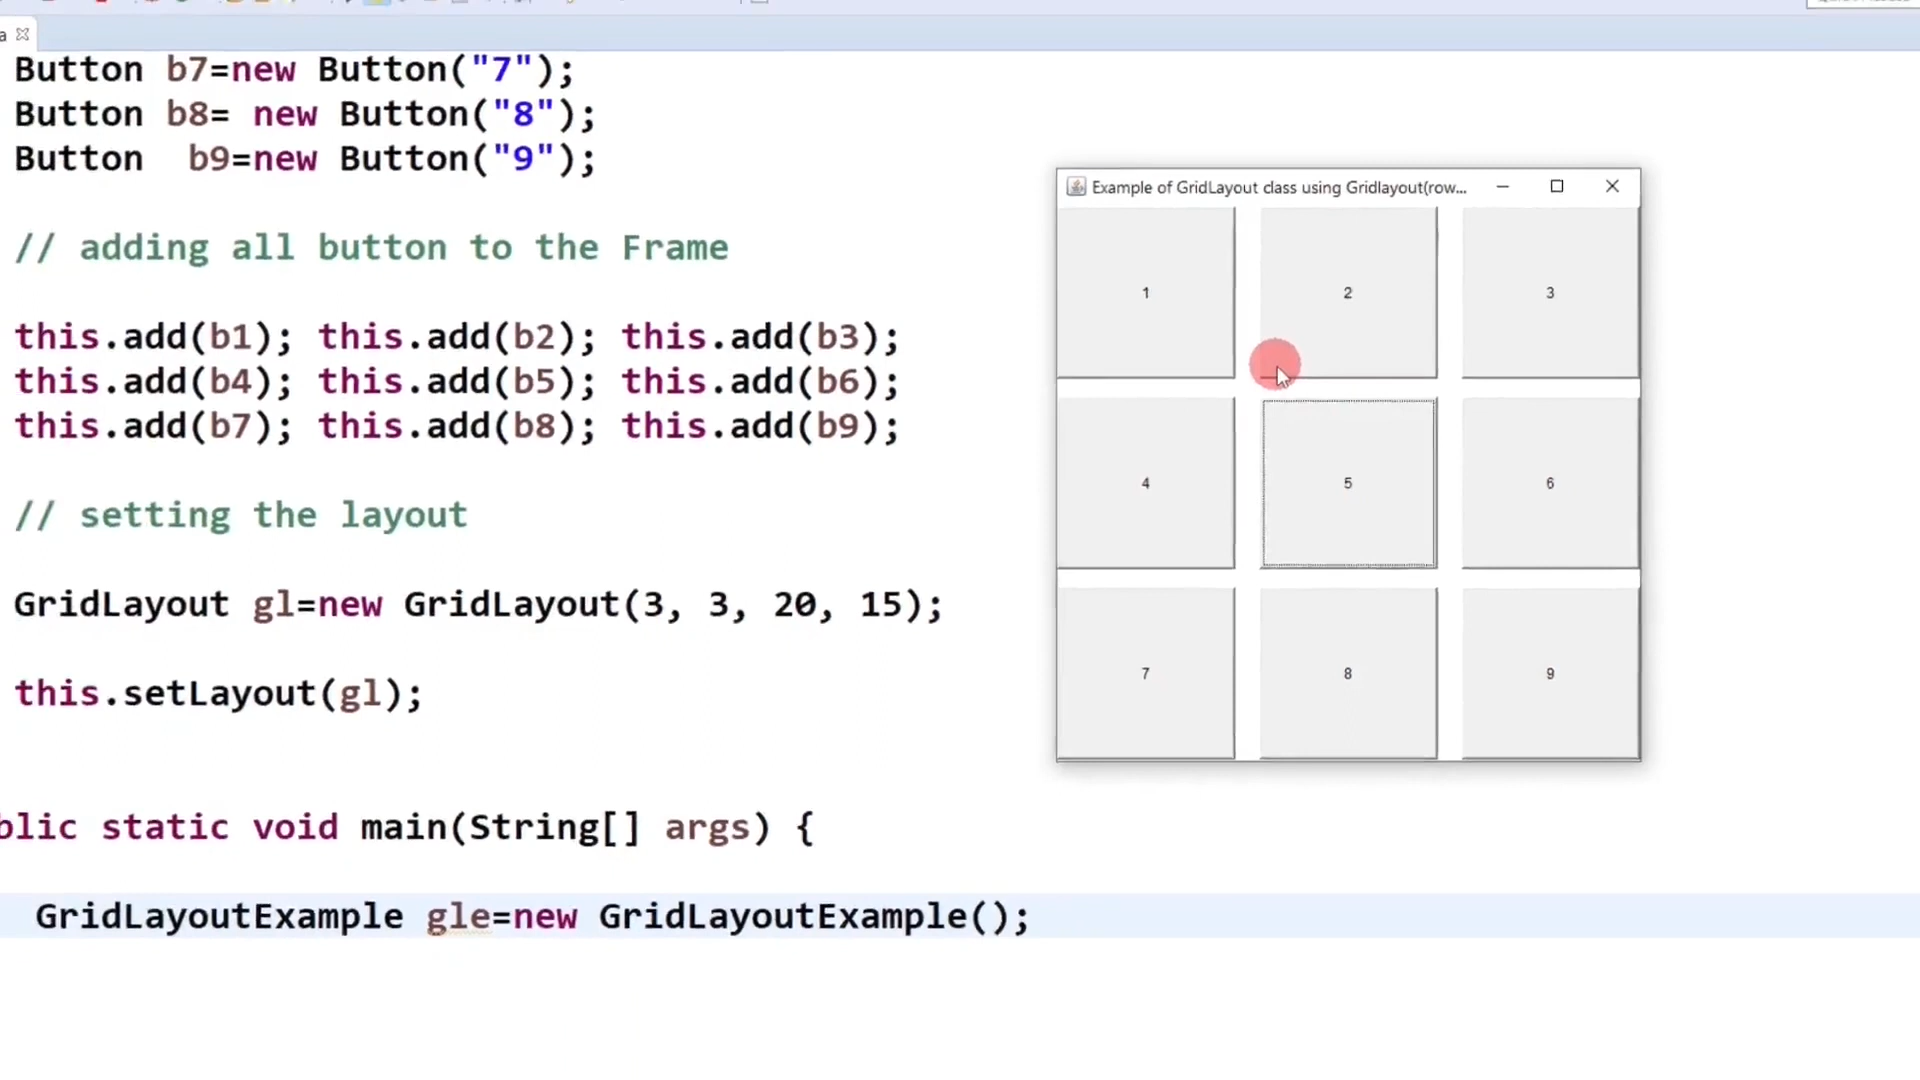 a
Button b7=new Button("7");
Button b8= new Button("8");
Button  b9=new Button("9");
// adding all button to the Frame
this.add(b1); this.add(b2); this.add(b3);
this.add(b4); this.add(b5); this.add(b6);
this.add(b7); this.add(b8); this.add(b9);
// setting the layout
GridLayout gl=new GridLayout(3, 3, 20, 15);
this.setLayout(gl);
blic static void main(String[] args) {
GridLayoutExample gle=new GridLayoutExample();
Example of GridLayout class using Gridlayout(row...
1 2 3
4 5 6
7 8 9